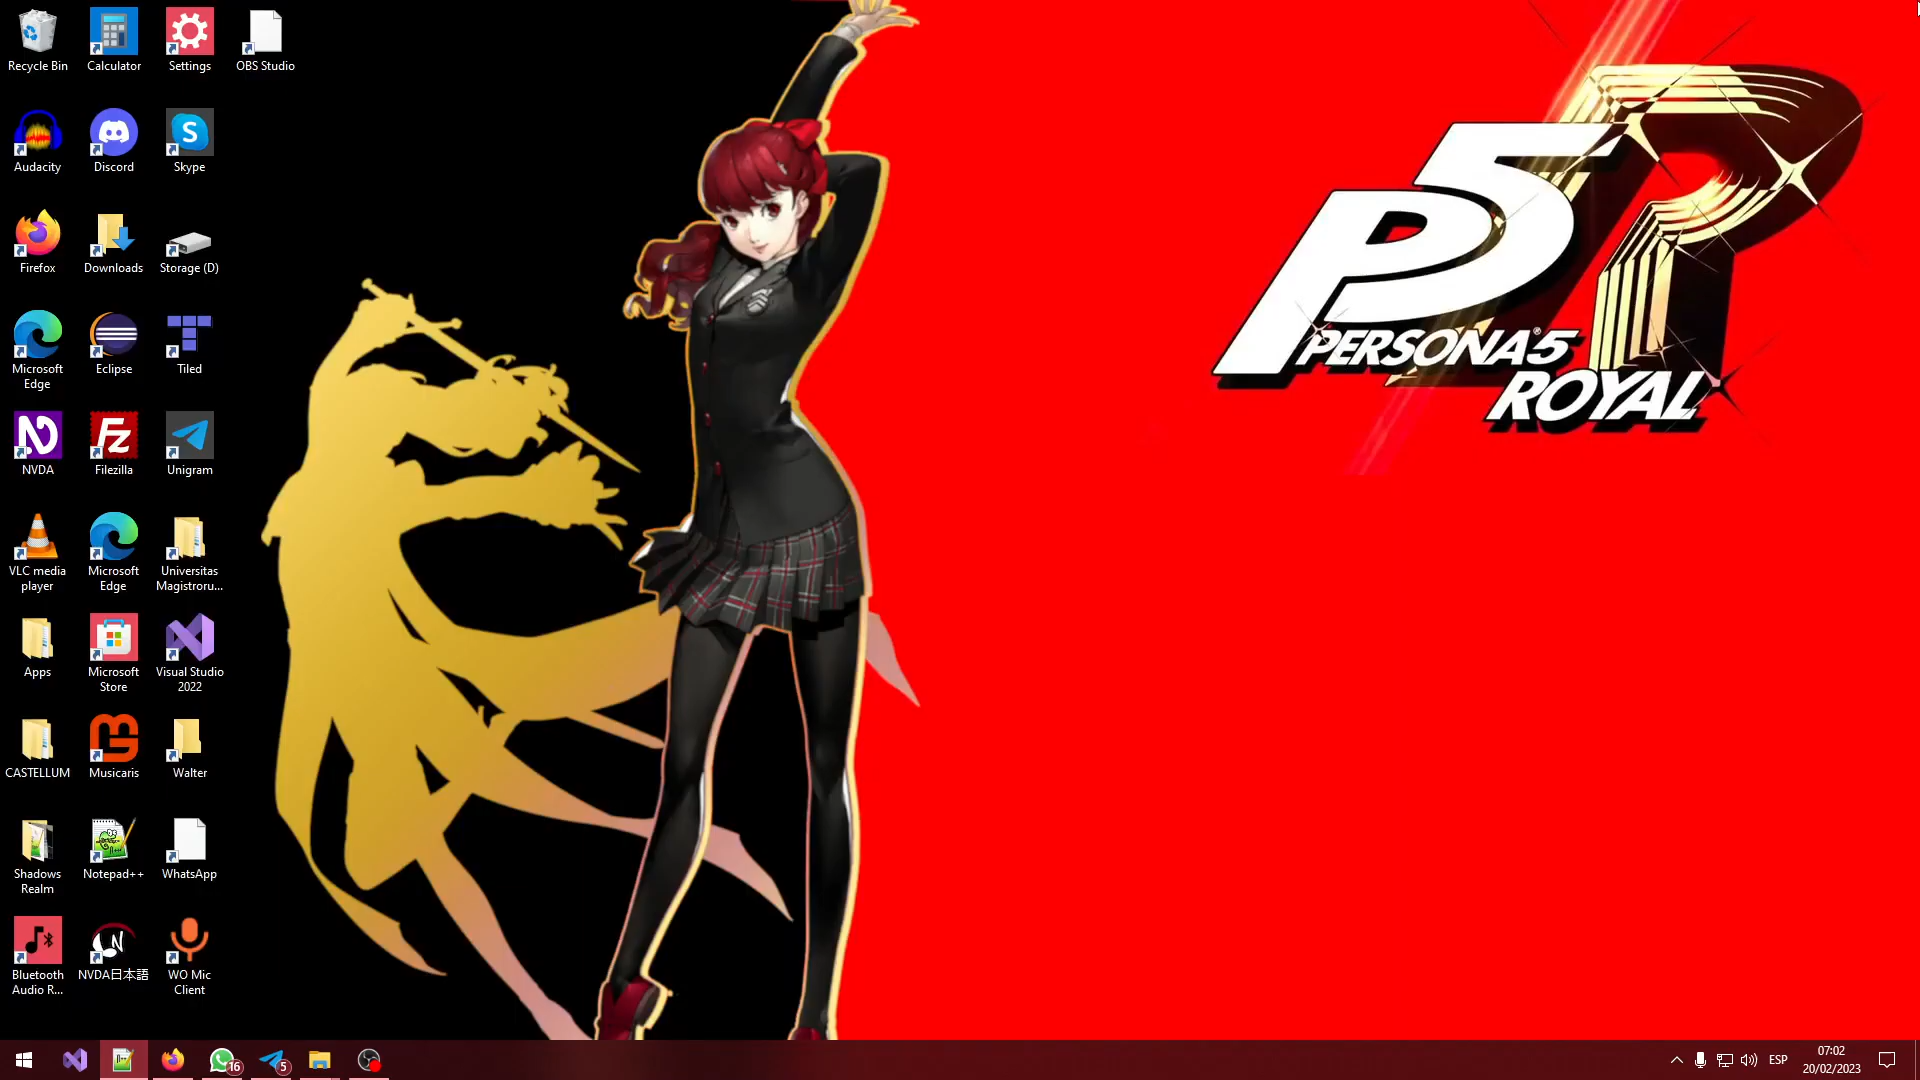 Recycle Bin
Calculator
Settings
OBS Studio
Audacity
Discord
Skype
Firefox
Downloads
Storage (D)
Microsoft
Edge
Eclipse
Tiled
NVDA
Filezilla
Unigram
VLC media
player
Microsoft
Edge
Universitas
Magistroru...
Apps
Microsoft
Store
Visual Studio
2022
CASTELLUM
Musicaris
Walter
Shadows
Realm
Notepad++
WhatsApp
Bluetooth
Audio R...
NVDA日本語
WO Mic
Client
P5R
PERSONA5®
ROYAL
16
5
ESP
07:02
20/02/2023